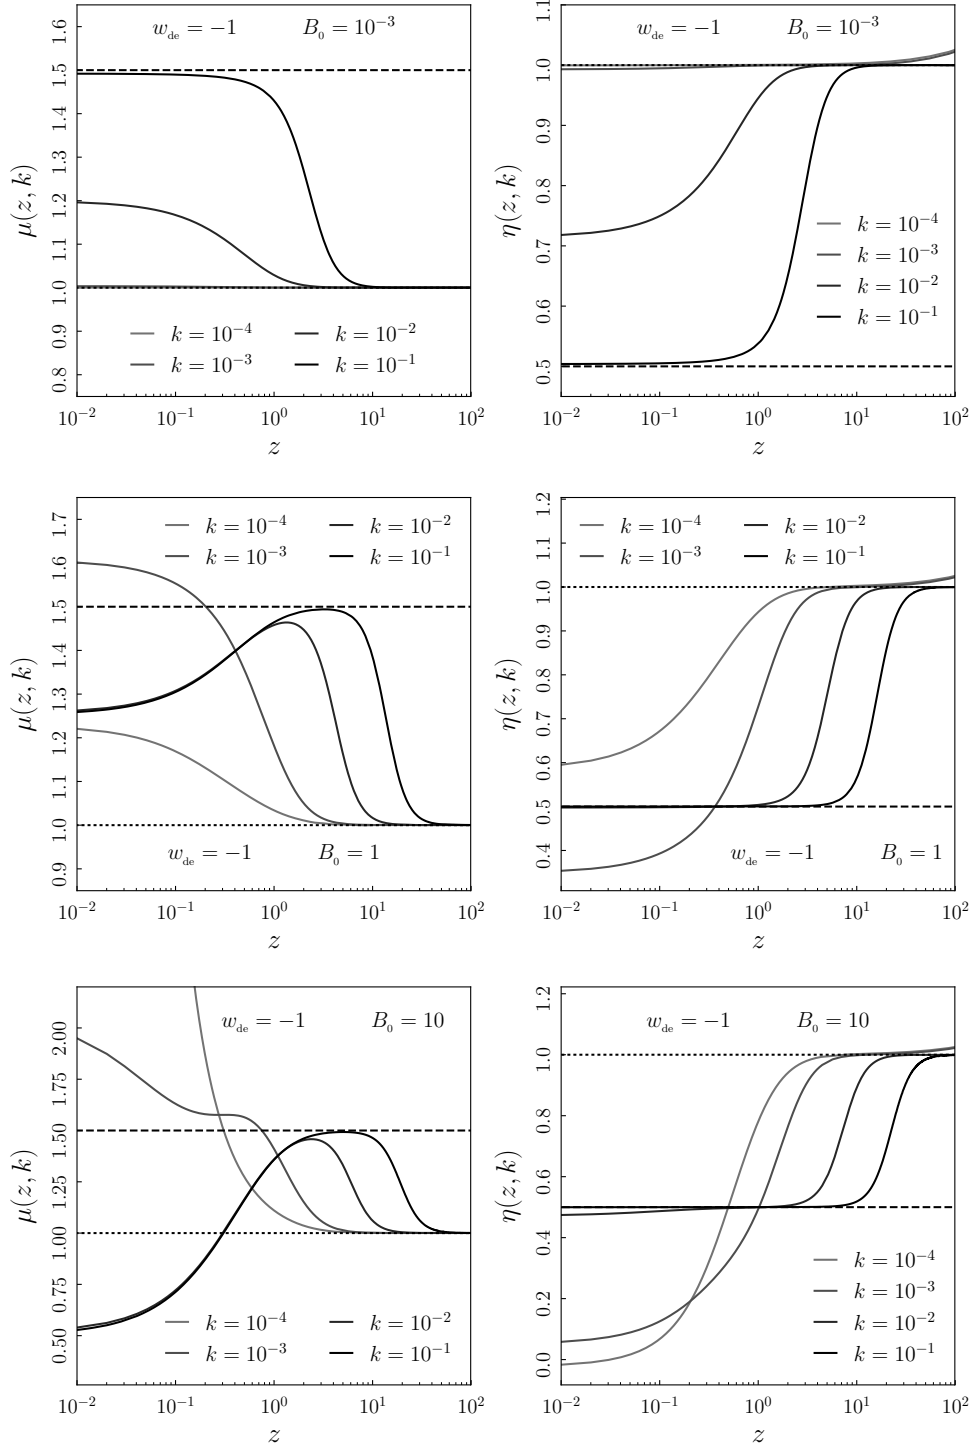 w_de = −1 B_0 = 10^−3
1.6
1.5
1.4
1.3
1.2
1.1
1.0
0.9
0.8
μ(z, k)
k = 10^−4 k = 10^−2
k = 10^−3 k = 10^−1
10^−2 10^−1 10^0 10^1 10^2
z
w_de = −1 B_0 = 10^−3
1.1
1.0
0.9
0.8
0.7
0.6
0.5
η(z, k)
k = 10^−4
k = 10^−3
k = 10^−2
k = 10^−1
10^−2 10^−1 10^0 10^1 10^2
z
k = 10^−4 k = 10^−2
k = 10^−3 k = 10^−1
1.7
1.6
1.5
1.4
1.3
1.2
1.1
1.0
0.9
μ(z, k)
w_de = −1 B_0 = 1
10^−2 10^−1 10^0 10^1 10^2
z
k = 10^−4 k = 10^−2
k = 10^−3 k = 10^−1
1.2
1.1
1.0
0.9
0.8
0.7
0.6
0.5
0.4
η(z, k)
w_de = −1 B_0 = 1
10^−2 10^−1 10^0 10^1 10^2
z
w_de = −1 B_0 = 10
2.00
1.75
1.50
1.25
1.00
0.75
0.50
μ(z, k)
k = 10^−4 k = 10^−2
k = 10^−3 k = 10^−1
10^−2 10^−1 10^0 10^1 10^2
z
w_de = −1 B_0 = 10
1.2
1.0
0.8
0.6
0.4
0.2
0.0
η(z, k)
k = 10^−4
k = 10^−3
k = 10^−2
k = 10^−1
10^−2 10^−1 10^0 10^1 10^2
z